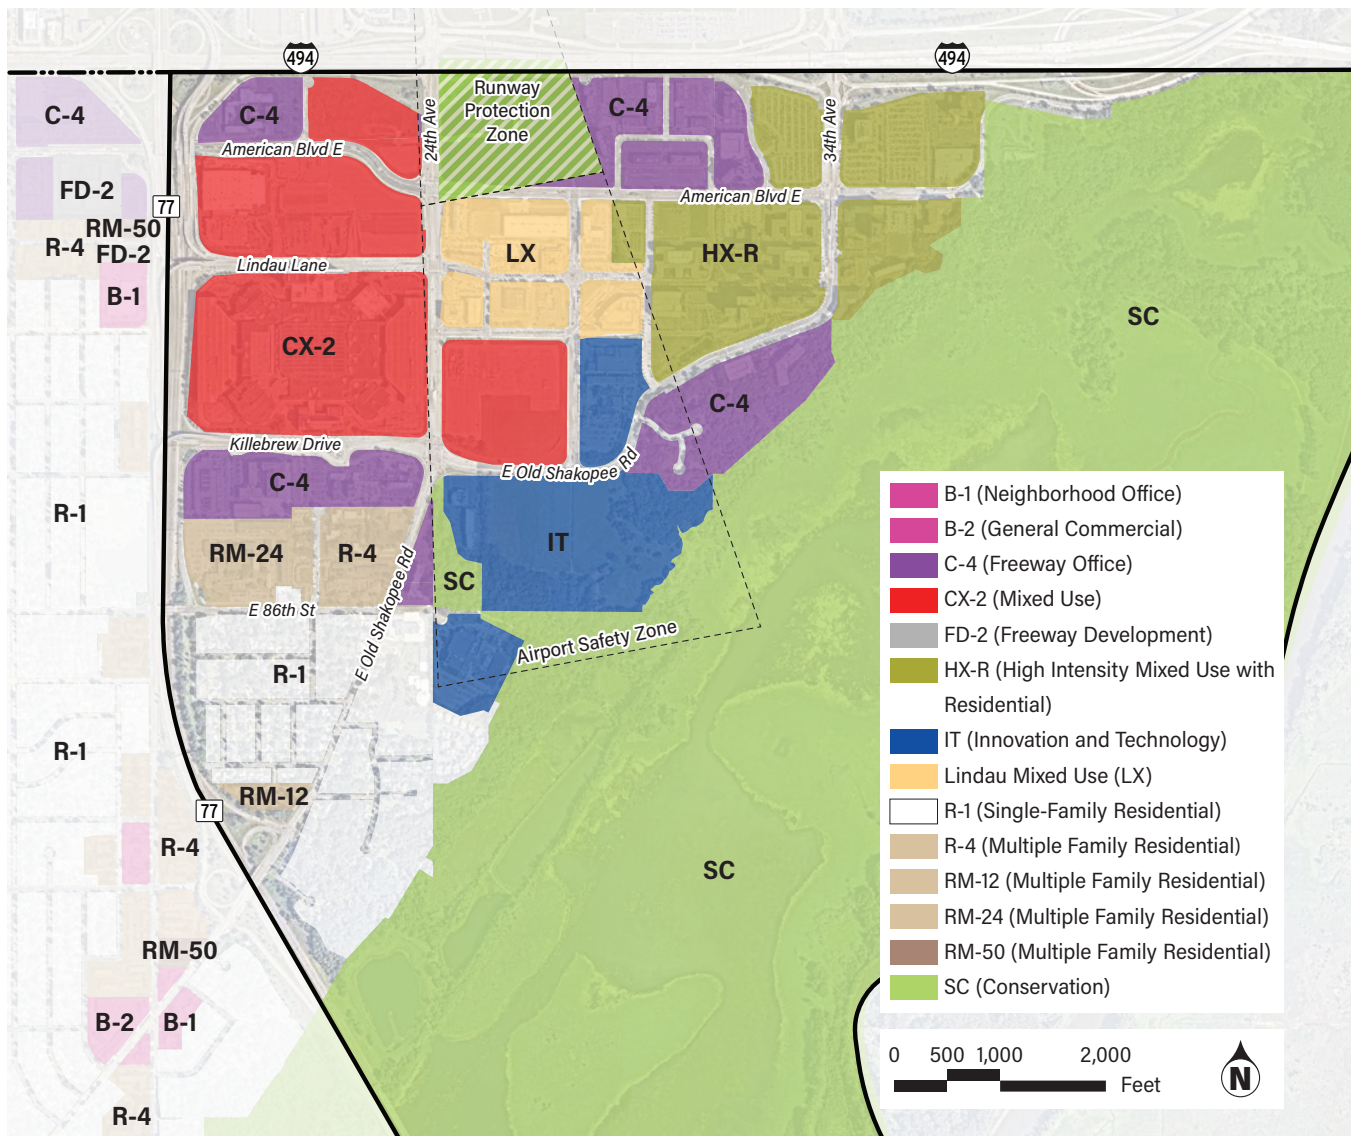 494
494
Runway
Protection
Zone
C-4
C-4
C-4
24th Ave
34th Ave
American Blvd E
FD-2
American Blvd E
77
RM-50
R-4
FD-2
LX
HX-R
Lindau Lane
B-1
SC
CX-2
C-4
Killebrew Drive
E Old Shakopee Rd
C-4
R-1
RM-24
R-4
IT
SC
E 86th St
E Old Shakopee Rd
Airport Safety Zone
R-1
R-1
RM-12
77
R-4
SC
RM-50
B-2
B-1
R-4
B-1 (Neighborhood Office)
B-2 (General Commercial)
C-4 (Freeway Office)
CX-2 (Mixed Use)
FD-2 (Freeway Development)
HX-R (High Intensity Mixed Use with
Residential)
IT (Innovation and Technology)
Lindau Mixed Use (LX)
R-1 (Single-Family Residential)
R-4 (Multiple Family Residential)
RM-12 (Multiple Family Residential)
RM-24 (Multiple Family Residential)
RM-50 (Multiple Family Residential)
SC (Conservation)
0 500 1,000 2,000
Feet
N